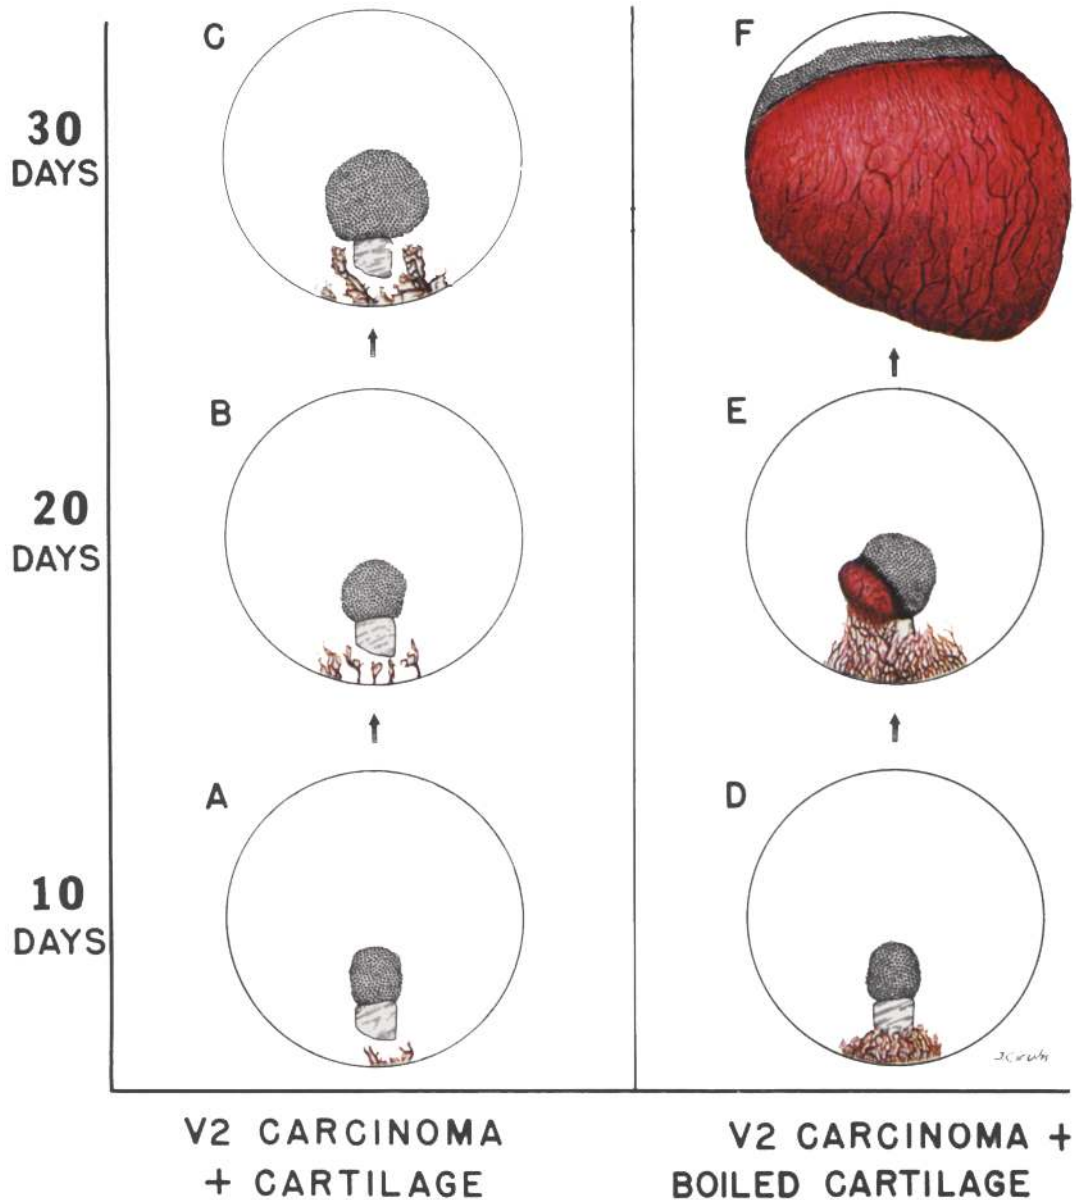 C
F
30
DAYS
B
E
20
DAYS
A
D
10
DAYS
V2 CARCINOMA
+ CARTILAGE
V2 CARCINOMA +
BOILED CARTILAGE